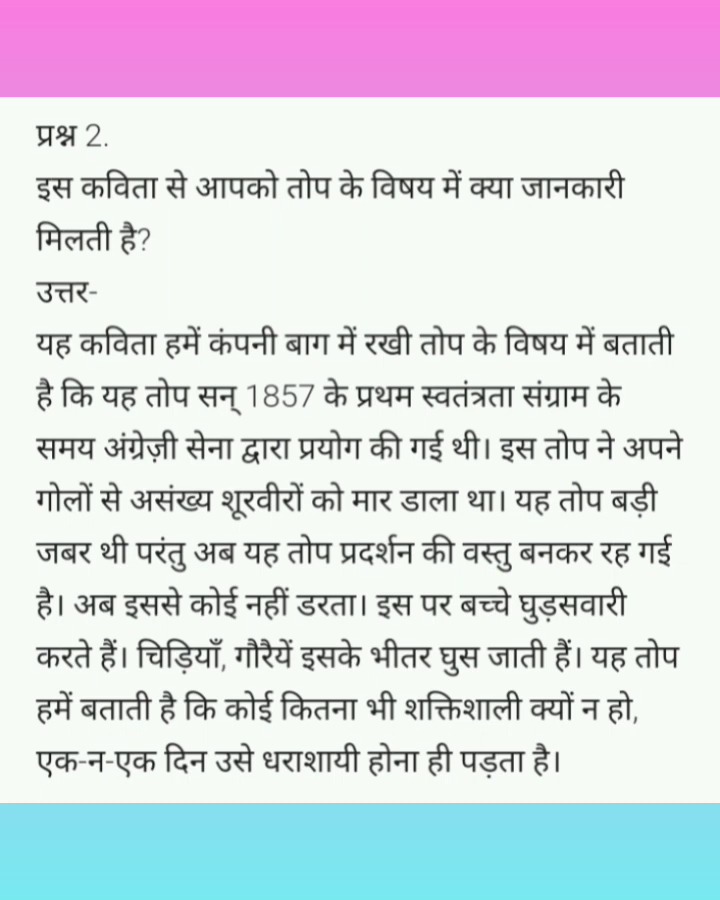 प्रश्न 2.
इस कविता से आपको तोप के विषय में क्या जानकारी
मिलती है?
उत्तर-
यह कविता हमें कंपनी बाग में रखी तोप के विषय में बताती
है कि यह तोप सन् 1857 के प्रथम स्वतंत्रता संग्राम के
समय अंग्रेज़ी सेना द्वारा प्रयोग की गई थी। इस तोप ने अपने
गोलों से असंख्य शूरवीरों को मार डाला था। यह तोप बड़ी
जबर थी परंतु अब यह तोप प्रदर्शन की वस्तु बनकर रह गई
है। अब इससे कोई नहीं डरता। इस पर बच्चे घुड़सवारी
करते हैं। चिड़ियाँ, गौरैयें इसके भीतर घुस जाती हैं। यह तोप
हमें बताती है कि कोई कितना भी शक्तिशाली क्यों न हो,
एक-न-एक दिन उसे धराशायी होना ही पड़ता है।